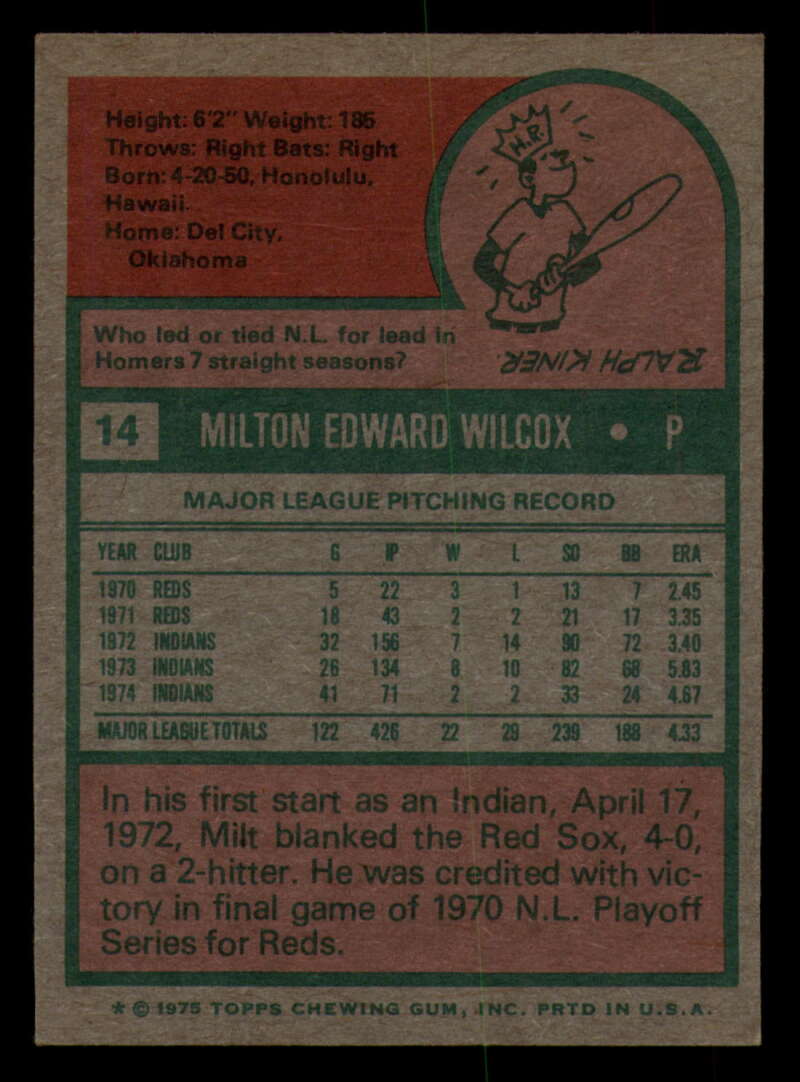 Height: 6'2" Weight: 185
Throws: Right Bats: Right
Born: 4-20-50, Honolulu,
Hawaii.
Home: Del City,
Oklahoma
H.R.
Who led or tied N.L. for lead in
Homers 7 straight seasons?
RALPH KINER.
14 MILTON EDWARD WILCOX • P
MAJOR LEAGUE PITCHING RECORD
YEAR CLUB G IP W L SO BB ERA
1970 REDS 5 22 3 1 13 7 2.45
1971 REDS 18 43 2 2 21 17 3.35
1972 INDIANS 32 156 7 14 90 72 3.40
1973 INDIANS 26 134 8 10 82 68 5.83
1974 INDIANS 41 71 2 2 33 24 4.67
MAJOR LEAGUE TOTALS 122 426 22 29 239 188 4.33
In his first start as an Indian, April 17,
1972, Milt blanked the Red Sox, 4-0,
on a 2-hitter. He was credited with vic-
tory in final game of 1970 N.L. Playoff
Series for Reds.
* © 1975 TOPPS CHEWING GUM, INC. PRTD IN U.S.A.